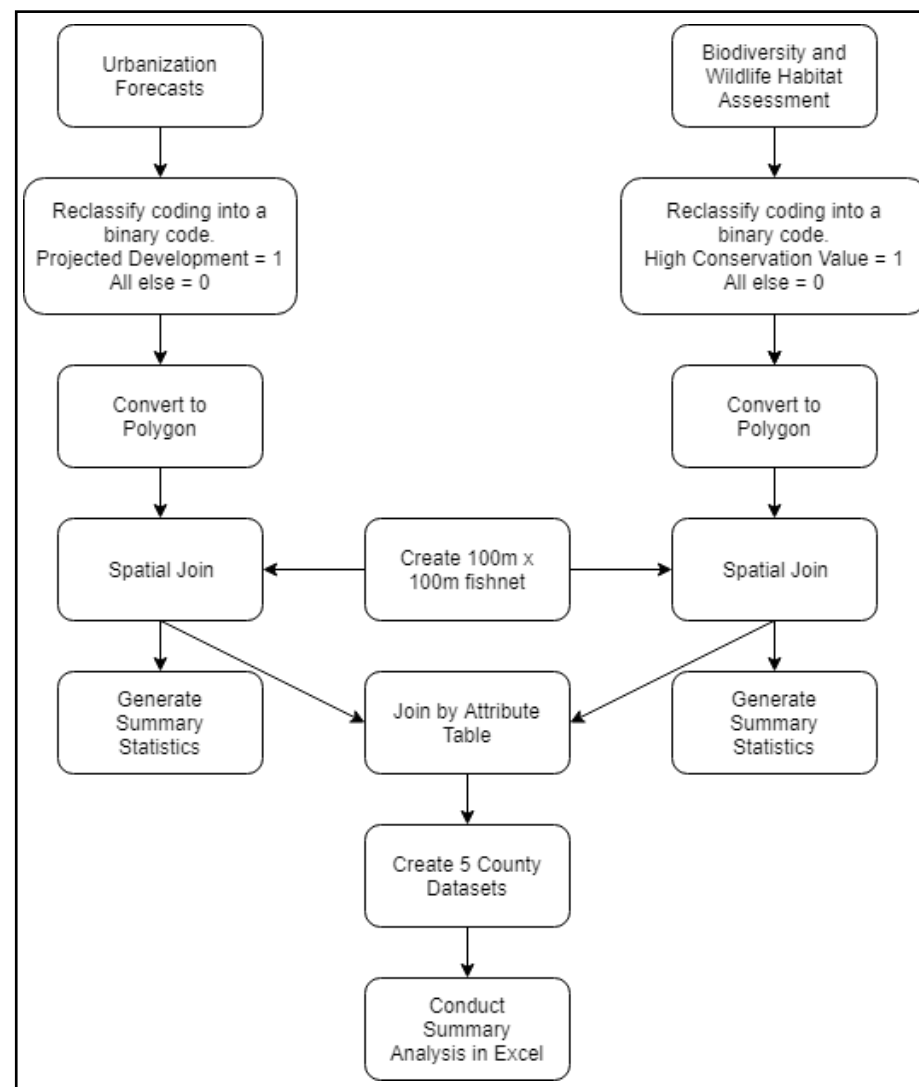 Urbanization
Forecasts
Biodiversity and
Wildlife Habitat
Assessment
Reclassify coding into a
binary code.
Projected Development = 1
All else = 0
Reclassify coding into a
binary code.
High Conservation Value = 1
All else = 0
Convert to
Polygon
Convert to
Polygon
Spatial Join
Create 100m x
100m fishnet
Spatial Join
Generate
Summary
Statistics
Join by Attribute
Table
Generate
Summary
Statistics
Create 5 County
Datasets
Conduct
Summary
Analysis in Excel